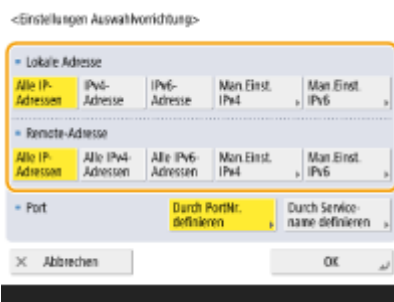 <Einstellungen Auswahlvorrichtung>
Lokale Adresse
Alle IP- Adressen
IPv4- Adresse
IPv6- Adresse
Man.Einst. IPv4
Man.Einst. IPv6
Remote-Adresse
Alle IP- Adressen
Alle IPv4- Adressen
Alle IPv6- Adressen
Man.Einst. IPv4
Man.Einst. IPv6
Port
Durch PortNr. definieren
Durch Service- name definieren
Abbrechen
OK